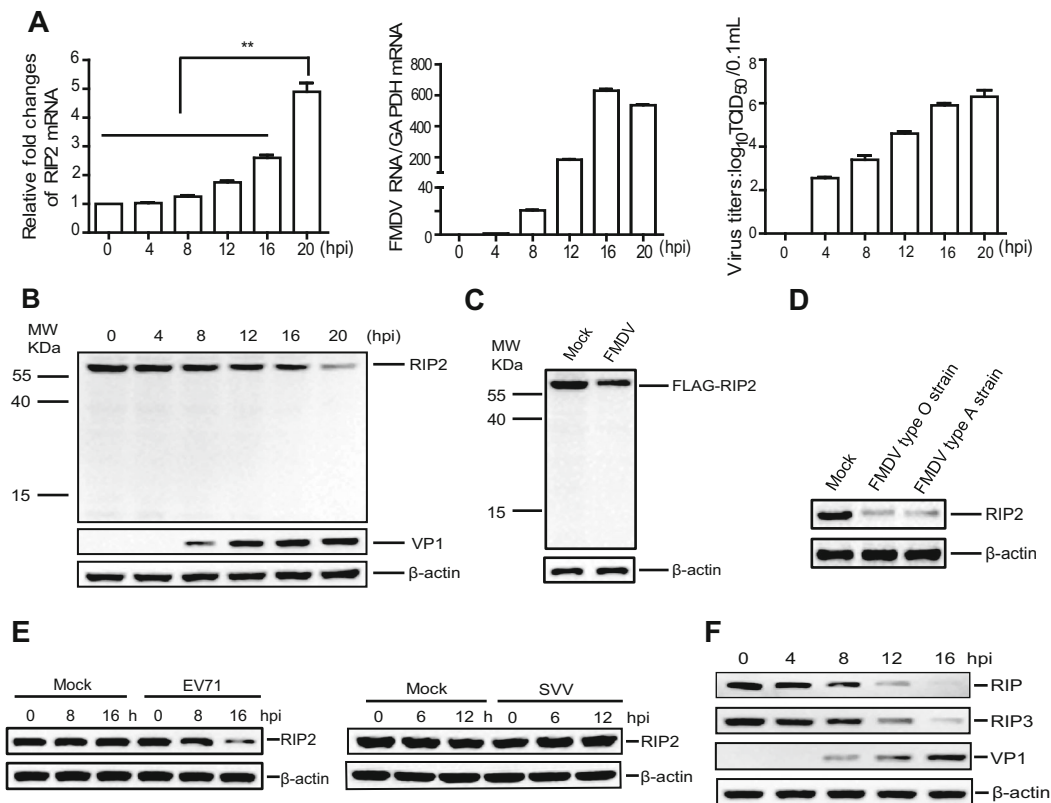 A
Relative fold changes
of RIP2 mRNA
6
5
4
3
2
1
0
**
0 4 8 12 16 20 (hpi)
FMDV RNA/GAPDH mRNA
800
600
400
200
40
0
0 4 8 12 16 20 (hpi)
Virus titers:log10TCID50/0.1mL
8
6
4
2
0
0 4 8 12 16 20 (hpi)
B
MW
KDa
0 4 8 12 16 20 (hpi)
55
40
15
RIP2
VP1
β-actin
C
MW
KDa
Mock
FMDV
55
40
15
FLAG-RIP2
β-actin
D
Mock
FMDV type O strain
FMDV type A strain
RIP2
β-actin
E
Mock EV71
0 8 16 h 0 8 16 hpi
RIP2
β-actin
Mock SVV
0 6 12 h 0 6 12 hpi
RIP2
β-actin
F
0 4 8 12 16 hpi
RIP
RIP3
VP1
β-actin